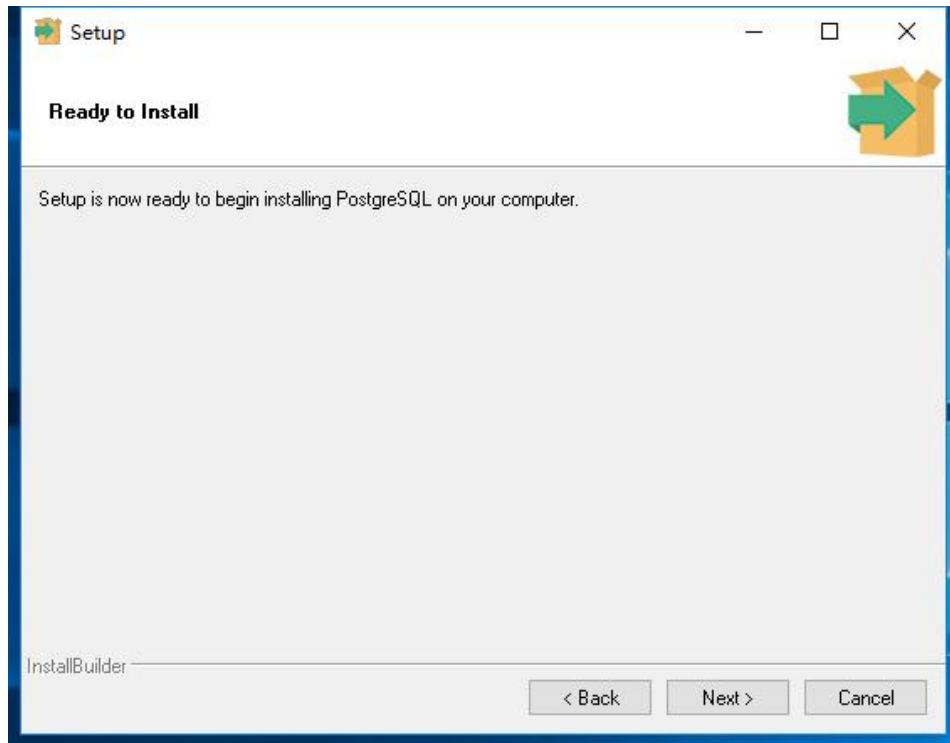 Setup
Ready to Install
Setup is now ready to begin installing PostgreSQL on your computer.
InstallBuilder
< Back Next > Cancel